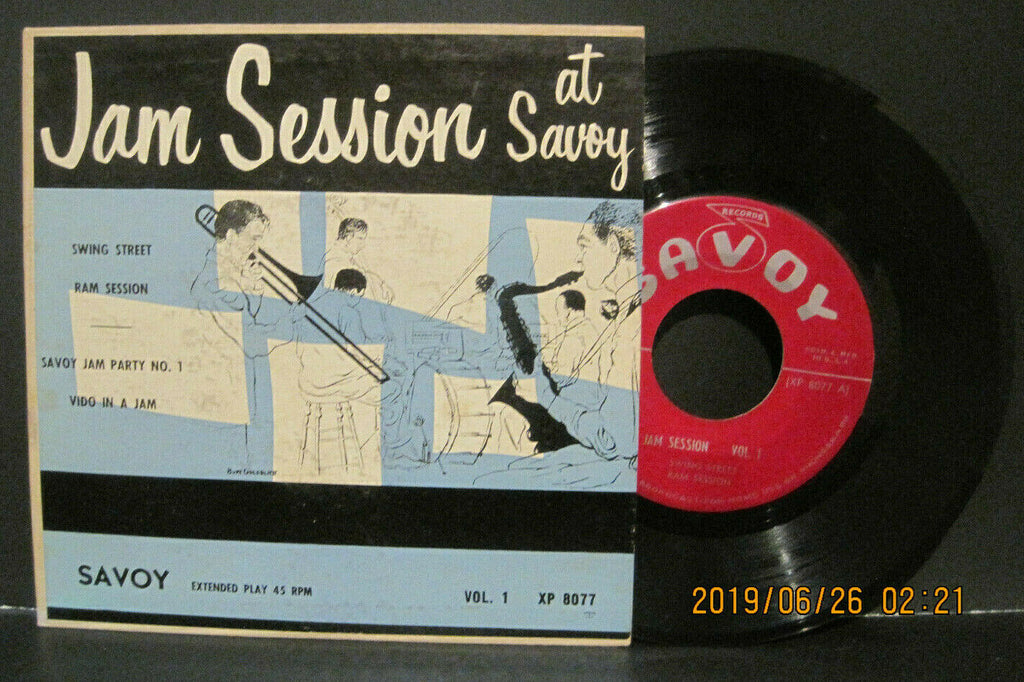 Jam Session at Savoy
SWING STREET
RAM SESSION
SAVOY JAM PARTY NO. 1
VIDO IN A JAM
SAVOY
EXTENDED PLAY 45 RPM
VOL. 1 XP 8077
RECORDS
SAVOY
(XP 8077 A)
JAM SESSION VOL. 1
SWING STREET
RAM SESSION
2019/06/26 02:21